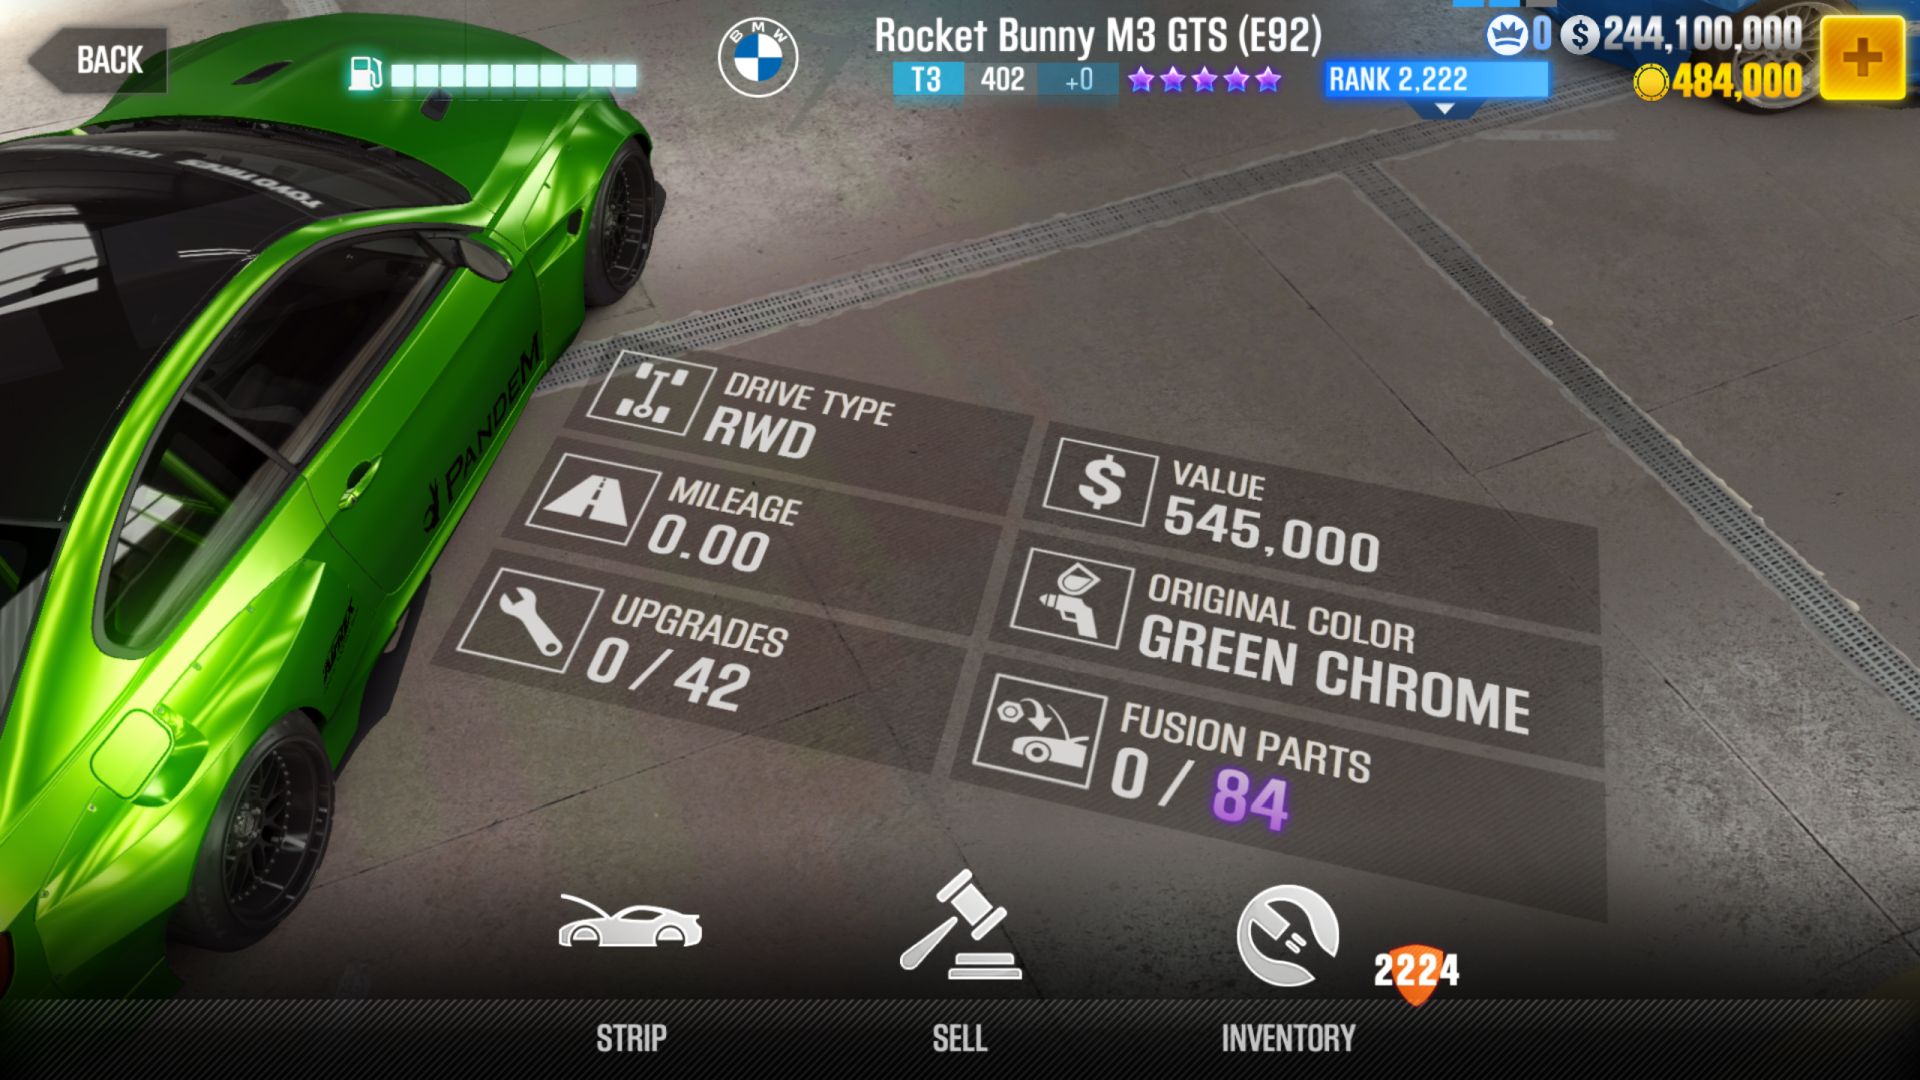 BACK
BMW
Rocket Bunny M3 GTS (E92)
T3 402 +0
RANK 2,222
0
244,100,000
484,000
TOYO TIRES
PANDEM
DRIVE TYPE
RWD
MILEAGE
0.00
UPGRADES
0 / 42
VALUE
545,000
ORIGINAL COLOR
GREEN CHROME
FUSION PARTS
0 / 84
2224
STRIP
SELL
INVENTORY